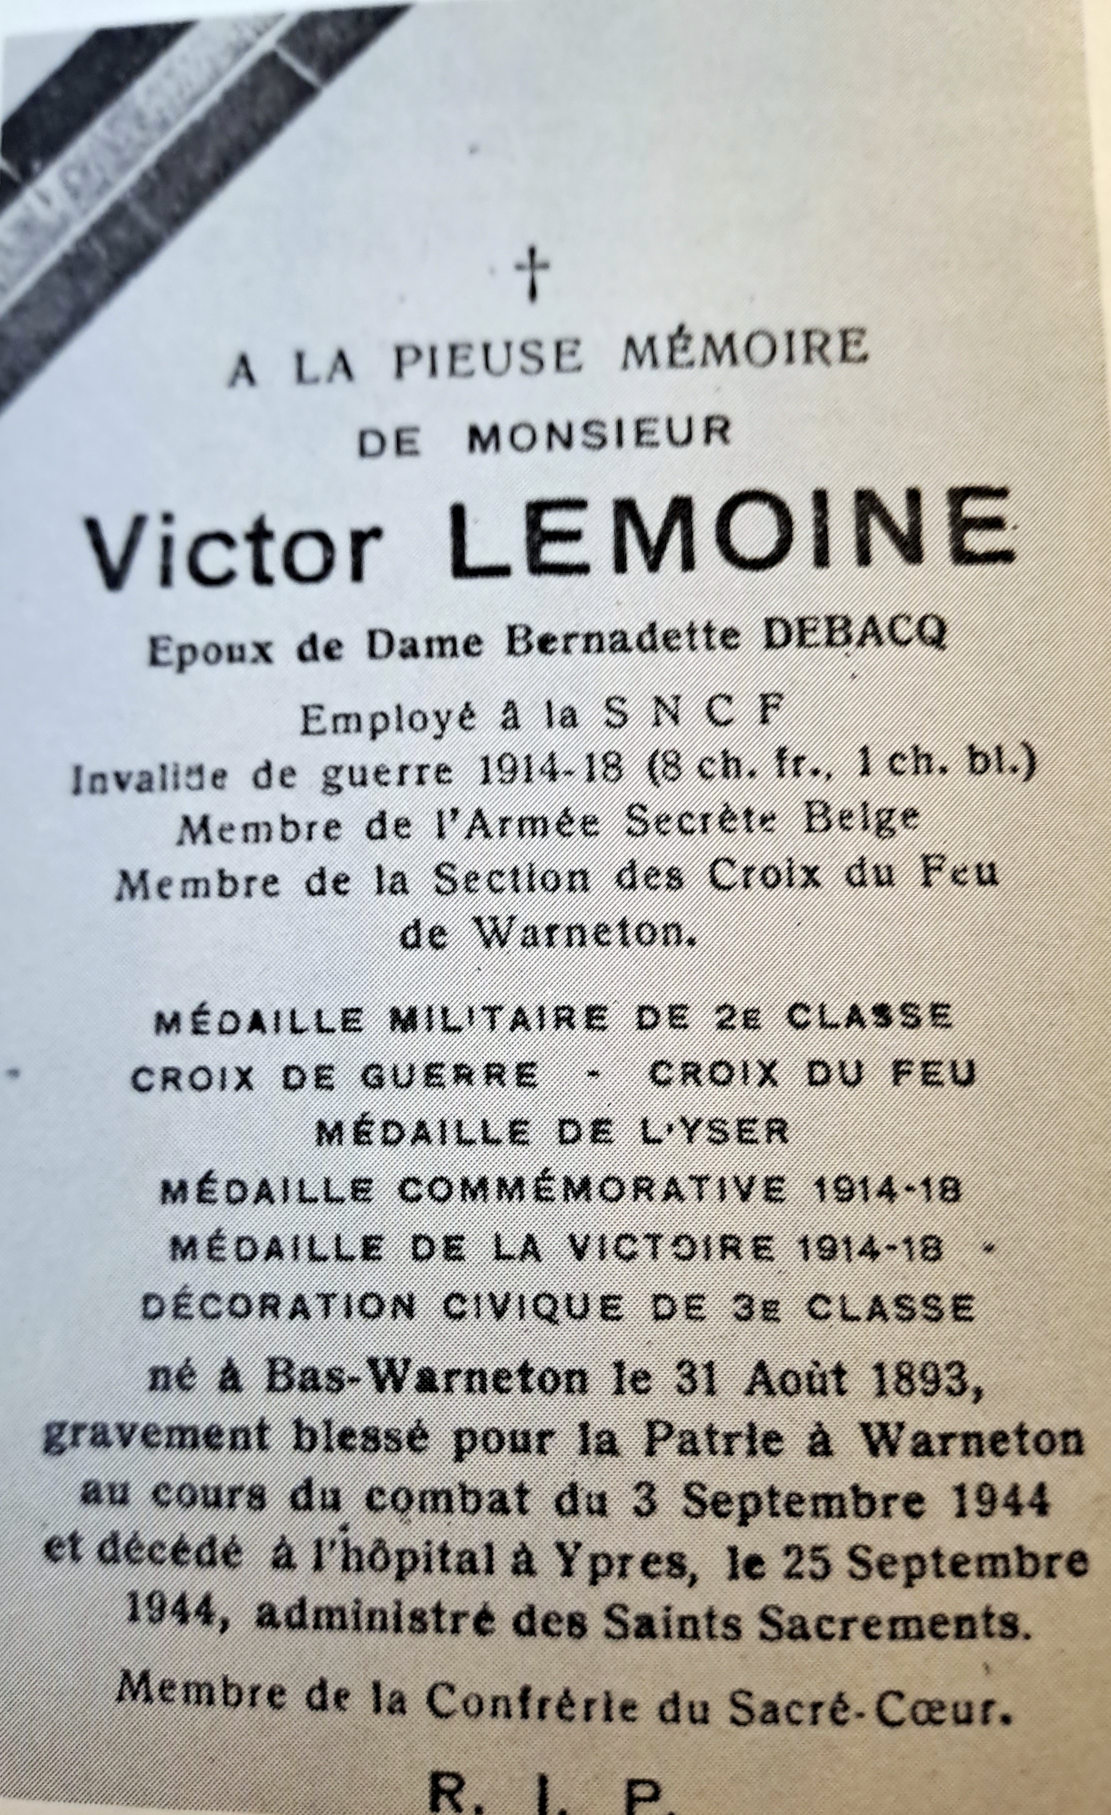 A LA PIEUSE MÉMOIRE
DE MONSIEUR
Victor LEMOINE
Epoux de Dame Bernadette DEBACQ
Employé â la S N C F
Invalide de guerre 1914-18 (8 ch. fr., 1 ch. bl.)
Membre de l'Armée Secrète Belge
Membre de la Section des Croix du Feu
de Warneton.
MÉDAILLE MILITAIRE DE 2E CLASSE
CROIX DE GUERRE - CROIX DU FEU
MÉDAILLE DE L'YSER
MÉDAILLE COMMÉMORATIVE 1914-18
MÉDAILLE DE LA VICTOIRE 1914-18 -
DÉCORATION CIVIQUE DE 3E CLASSE
né à Bas-Warneton le 31 Août 1893,
gravement blessé pour la Patrie à Warneton
au cours du combat du 3 Septembre 1944
et décédé à l'hôpital à Ypres, le 25 Septembre
1944, administré des Saints Sacrements.
Membre de la Confrérie du Sacré-Cœur.
R. I. P.